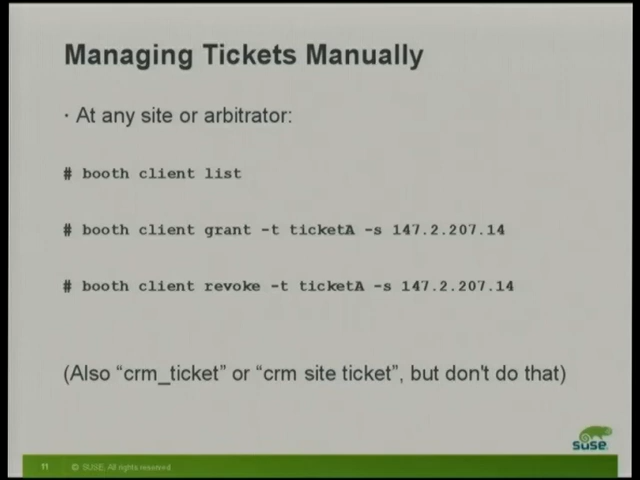 Managing Tickets Manually
· At any site or arbitrator:
# booth client list
# booth client grant -t ticketA -s 147.2.207.14
# booth client revoke -t ticketA -s 147.2.207.14
(Also “crm_ticket” or “crm site ticket”, but don't do that)
SUSE
11 © SUSE, All rights reserved.